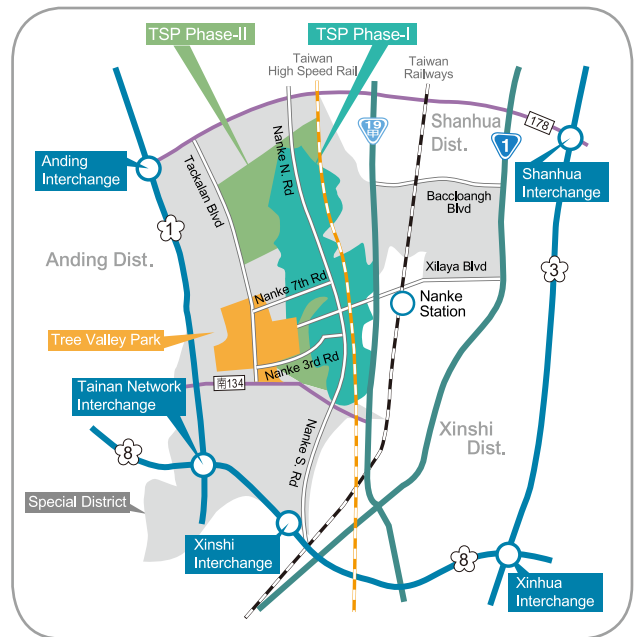 TSP Phase-II
TSP Phase-I
Taiwan
High Speed Rail
Taiwan
Railways
19
甲
Shanhua
Dist.
1
178
Anding
Interchange
Tackalan Blvd
Nanke N. Rd
Shanhua
Interchange
Baccloangh
Blvd
1
Anding Dist.
Xilaya Blvd
3
Nanke 7th Rd
Nanke
Station
Tree Valley Park
Nanke 3rd Rd
南134
Tainan Network
Interchange
Nanke S. Rd
Xinshi
Dist.
8
Special District
Xinshi
Interchange
8
Xinhua
Interchange